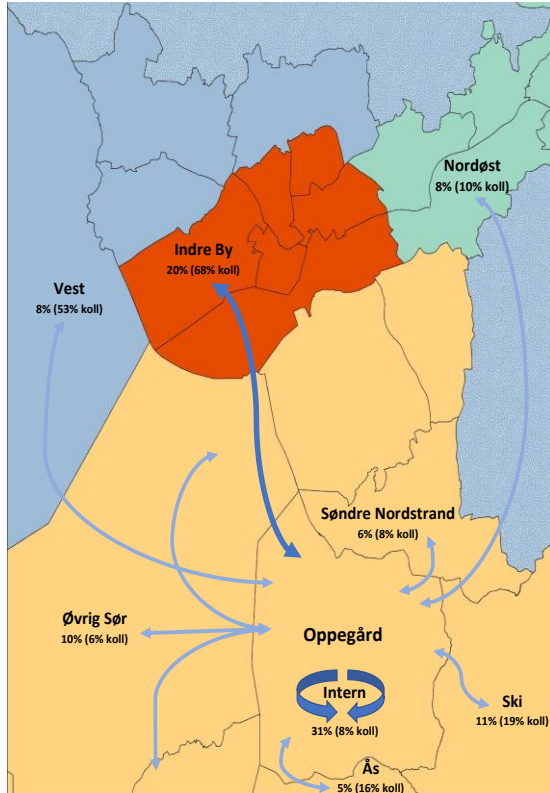 Nordøst
8% (10% koll)
Indre By
20% (68% koll)
Vest
8% (53% koll)
Søndre Nordstrand
6% (8% koll)
Øvrig Sør
10% (6% koll)
Oppegård
Intern
31% (8% koll)
Ski
11% (19% koll)
Ås
5% (16% koll)